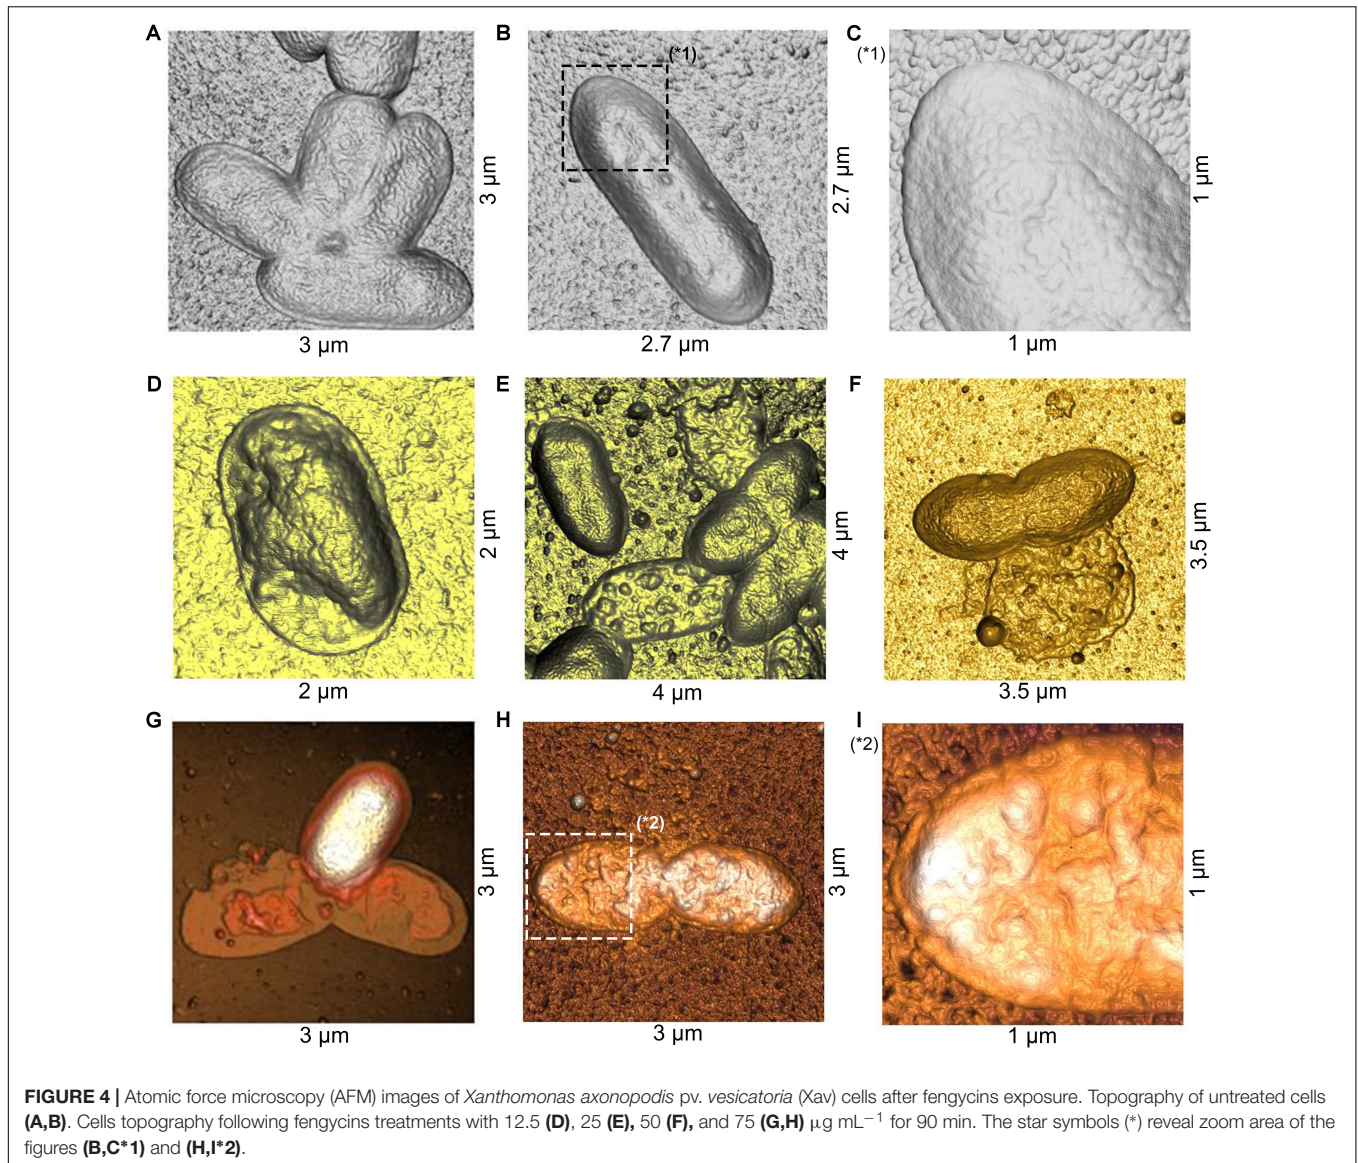 A
B
C
(*1)
(*1)
3 µm
2.7 µm
1 µm
3 µm
2.7 µm
1 µm
D
E
F
2 µm
4 µm
3.5 µm
2 µm
4 µm
3.5 µm
G
H
I
(*2)
(*2)
3 µm
3 µm
1 µm
3 µm
3 µm
1 µm
FIGURE 4 | Atomic force microscopy (AFM) images of Xanthomonas axonopodis pv. vesicatoria (Xav) cells after fengycins exposure. Topography of untreated cells
(A,B). Cells topography following fengycins treatments with 12.5 (D), 25 (E), 50 (F), and 75 (G,H) µg mL⁻¹ for 90 min. The star symbols (*) reveal zoom area of the
figures (B,C*1) and (H,I*2).